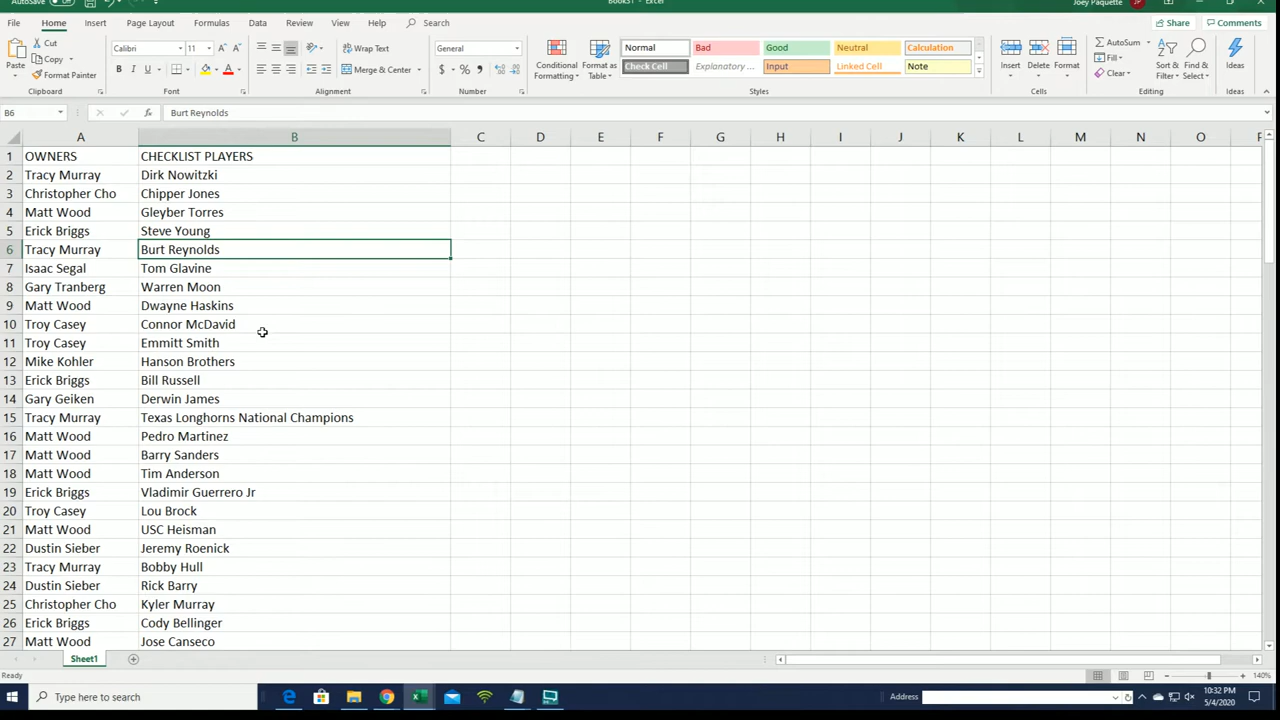 AutoSave Off Book31 - Excel Joey Paquette JP
File Home Insert Page Layout Formulas Data Review View Help Search Share Comments
Paste Cut Copy Format Painter Clipboard
Calibri 11 B I U A Font
Wrap Text Merge & Center Alignment
General $ % Number
Conditional Formatting Format as Table
Normal Bad Good Neutral Calculation
Check Cell Explanatory ... Input Linked Cell Note
Styles
Insert Delete Format Cells
AutoSum Fill Clear Sort & Filter Find & Select Editing
Ideas Ideas
B6 fx Burt Reynolds
A B C D E F G H I J K L M N O P
1 OWNERS CHECKLIST PLAYERS
2 Tracy Murray Dirk Nowitzki
3 Christopher Cho Chipper Jones
4 Matt Wood Gleyber Torres
5 Erick Briggs Steve Young
6 Tracy Murray Burt Reynolds
7 Isaac Segal Tom Glavine
8 Gary Tranberg Warren Moon
9 Matt Wood Dwayne Haskins
10 Troy Casey Connor McDavid
11 Troy Casey Emmitt Smith
12 Mike Kohler Hanson Brothers
13 Erick Briggs Bill Russell
14 Gary Geiken Derwin James
15 Tracy Murray Texas Longhorns National Champions
16 Matt Wood Pedro Martinez
17 Matt Wood Barry Sanders
18 Matt Wood Tim Anderson
19 Erick Briggs Vladimir Guerrero Jr
20 Troy Casey Lou Brock
21 Matt Wood USC Heisman
22 Dustin Sieber Jeremy Roenick
23 Tracy Murray Bobby Hull
24 Dustin Sieber Rick Barry
25 Christopher Cho Kyler Murray
26 Erick Briggs Cody Bellinger
27 Matt Wood Jose Canseco
Sheet1
Ready 140%
Type here to search Address 10:32 PM
5/4/2020